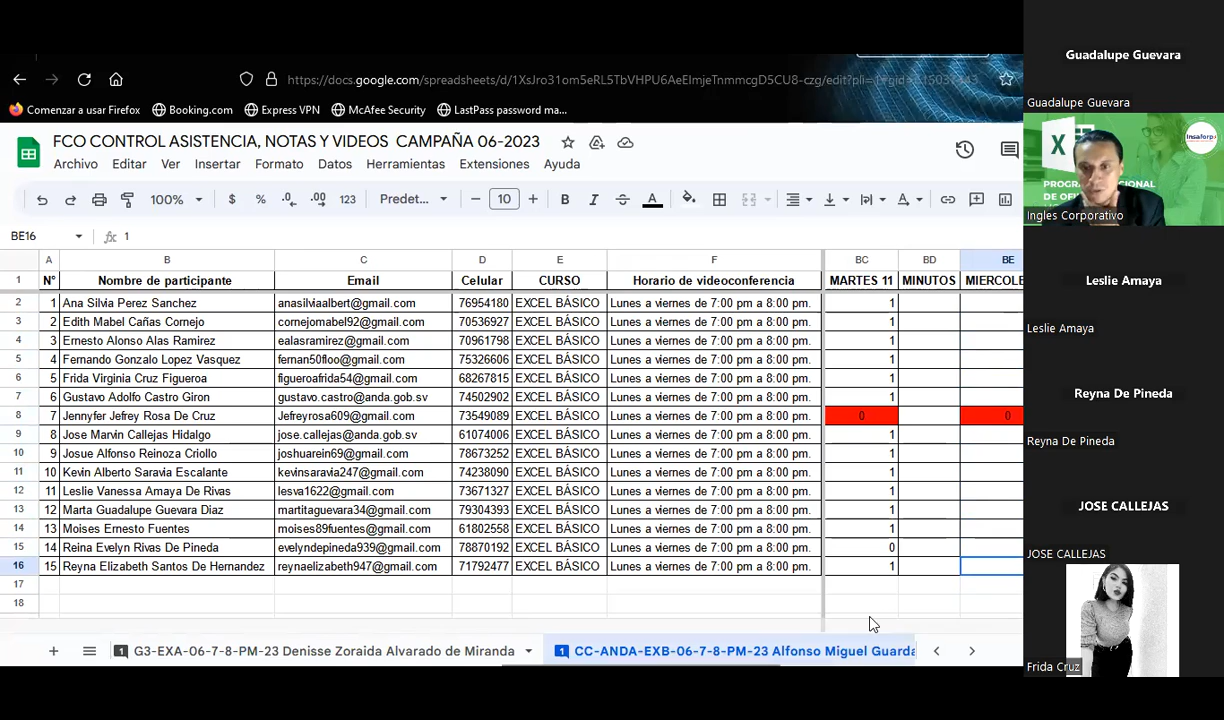 https://docs.google.com/spreadsheets/d/1XsJro31om5eRL5TbVHPU6AeEImjeTnmmcgD5CU8-czg/edit?pli=
Comenzar a usar Firefox Booking.com Express VPN McAfee Security LastPass password ma...
FCO CONTROL ASISTENCIA, NOTAS Y VIDEOS CAMPAÑA 06-2023
Archivo Editar Ver Insertar Formato Datos Herramientas Extensiones Ayuda
100% $ % .0 .00 123 Predet... 10 B I A
BE16 fx 1
A B C D E F BC BD BE
1 N° Nombre de participante Email Celular CURSO Horario de videoconferencia MARTES 11 MINUTOS MIERCOLE
2 1 Ana Silvia Perez Sanchez anasilviaalbert@gmail.com 76954180 EXCEL BÁSICO Lunes a viernes de 7:00 pm a 8:00 pm. 1
3 2 Edith Mabel Cañas Cornejo cornejomabel92@gmail.com 70536927 EXCEL BÁSICO Lunes a viernes de 7:00 pm a 8:00 pm. 1
4 3 Ernesto Alonso Alas Ramirez ealasramirez@gmail.com 70961798 EXCEL BÁSICO Lunes a viernes de 7:00 pm a 8:00 pm. 1
5 4 Fernando Gonzalo Lopez Vasquez fernan50floo@gmail.com 75326606 EXCEL BÁSICO Lunes a viernes de 7:00 pm a 8:00 pm. 1
6 5 Frida Virginia Cruz Figueroa figueroafrida54@gmail.com 68267815 EXCEL BÁSICO Lunes a viernes de 7:00 pm a 8:00 pm. 1
7 6 Gustavo Adolfo Castro Giron gustavo.castro@anda.gob.sv 74502902 EXCEL BÁSICO Lunes a viernes de 7:00 pm a 8:00 pm. 1
8 7 Jennyfer Jefrey Rosa De Cruz Jefreyrosa609@gmail.com 73549089 EXCEL BÁSICO Lunes a viernes de 7:00 pm a 8:00 pm. 0 0
9 8 Jose Marvin Callejas Hidalgo jose.callejas@anda.gob.sv 61074006 EXCEL BÁSICO Lunes a viernes de 7:00 pm a 8:00 pm. 1
10 9 Josue Alfonso Reinoza Criollo joshuarein69@gmail.com 78673252 EXCEL BÁSICO Lunes a viernes de 7:00 pm a 8:00 pm. 1
11 10 Kevin Alberto Saravia Escalante kevinsaravia247@gmail.com 74238090 EXCEL BÁSICO Lunes a viernes de 7:00 pm a 8:00 pm. 1
12 11 Leslie Vanessa Amaya De Rivas lesva1622@gmail.com 73671327 EXCEL BÁSICO Lunes a viernes de 7:00 pm a 8:00 pm. 1
13 12 Marta Guadalupe Guevara Diaz martitaguevara34@gmail.com 79304393 EXCEL BÁSICO Lunes a viernes de 7:00 pm a 8:00 pm. 1
14 13 Moises Ernesto Fuentes moises89fuentes@gmail.com 61802558 EXCEL BÁSICO Lunes a viernes de 7:00 pm a 8:00 pm. 1
15 14 Reina Evelyn Rivas De Pineda evelyndepineda939@gmail.com 78870192 EXCEL BÁSICO Lunes a viernes de 7:00 pm a 8:00 pm. 0
16 15 Reyna Elizabeth Santos De Hernandez reynaelizabeth947@gmail.com 71792477 EXCEL BÁSICO Lunes a viernes de 7:00 pm a 8:00 pm. 1
17
18
1 G3-EXA-06-7-8-PM-23 Denisse Zoraida Alvarado de Miranda 1 CC-ANDA-EXB-06-7-8-PM-23 Alfonso Miguel Guarda
Guadalupe Guevara
Guadalupe Guevara
X Insaforp
Ingles Corporativo
Leslie Amaya
Leslie Amaya
Reyna De Pineda
Reyna De Pineda
JOSE CALLEJAS
JOSE CALLEJAS
Frida Cruz